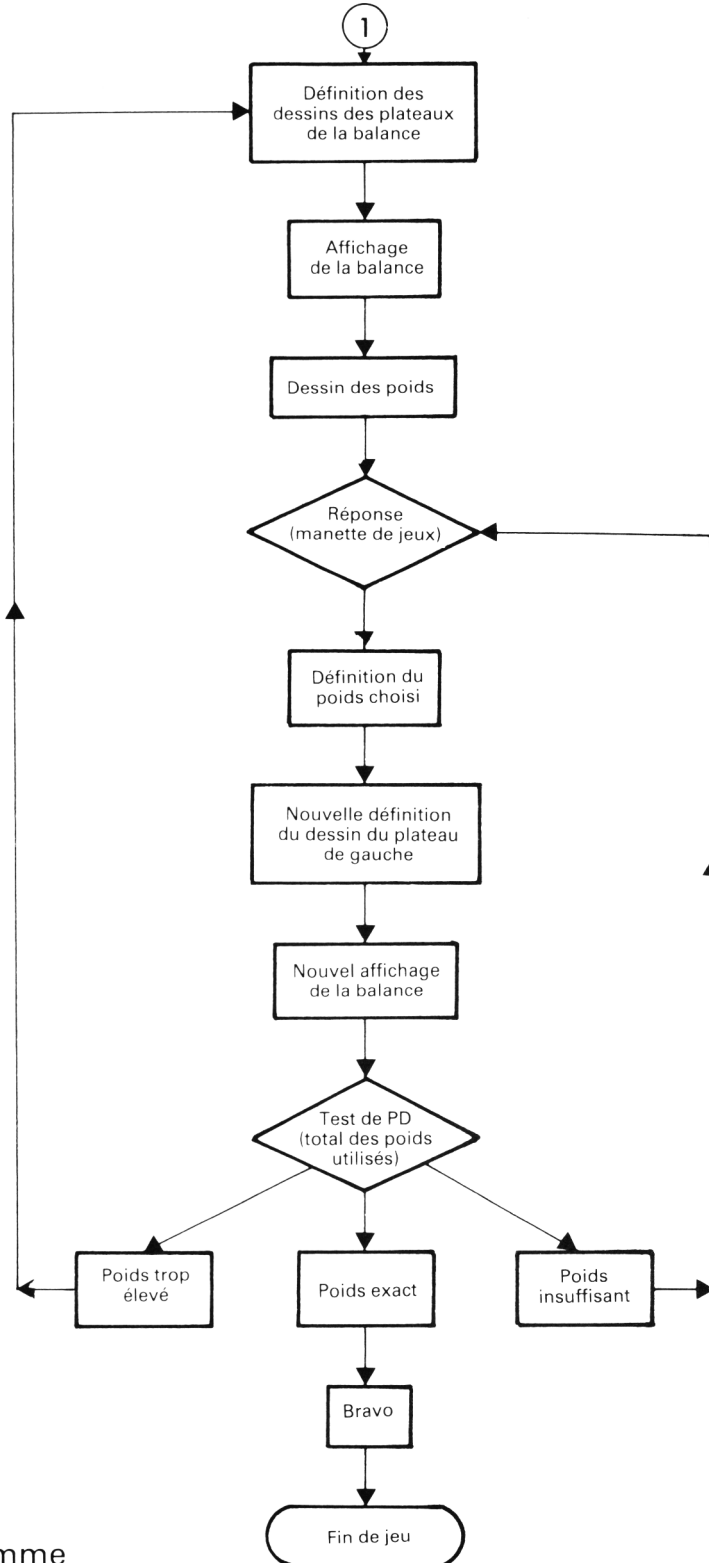 1
Définition des
dessins des plateaux
de la balance
Affichage
de la balance
Dessin des poids
Réponse
(manette de jeux)
Définition du
poids choisi
Nouvelle définition
du dessin du plateau
de gauche
Nouvel affichage
de la balance
Test de PD
(total des poids
utilisés)
Poids trop
élevé
Poids exact
Poids
insuffisant
Bravo
Fin de jeu